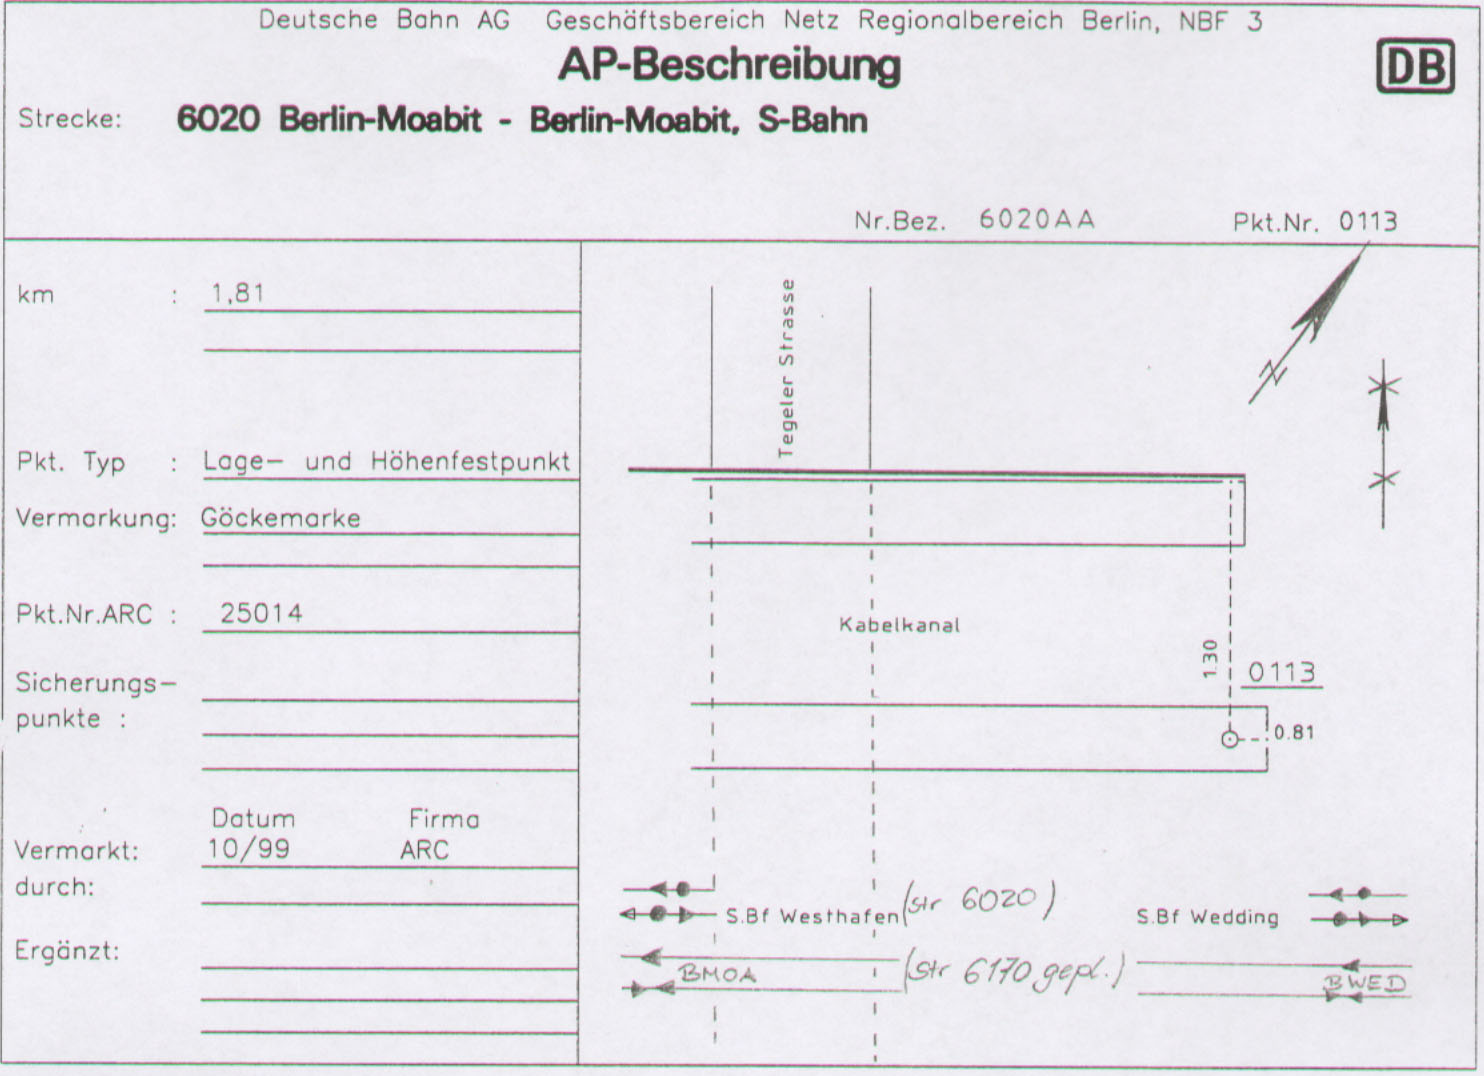 Deutsche Bahn AG Geschäftsbereich Netz Regionalbereich Berlin, NBF 3
AP-Beschreibung
DB
Strecke: 6020 Berlin-Moabit - Berlin-Moabit, S-Bahn
Nr.Bez. 6020AA Pkt.Nr. 0113
km : 1,81
Pkt. Typ : Lage- und Höhenfestpunkt
Vermarkung: Göckemarke
Pkt.Nr.ARC : 25014
Sicherungs-
punkte :
Datum Firma
Vermarkt: 10/99 ARC
durch:
Ergänzt:
Tegeler Strasse
N
Kabelkanal
1.30
0113
0.81
S.Bf Westhafen (str 6020) S.Bf Wedding
BMOA (Str 6170 gepl.) BWED